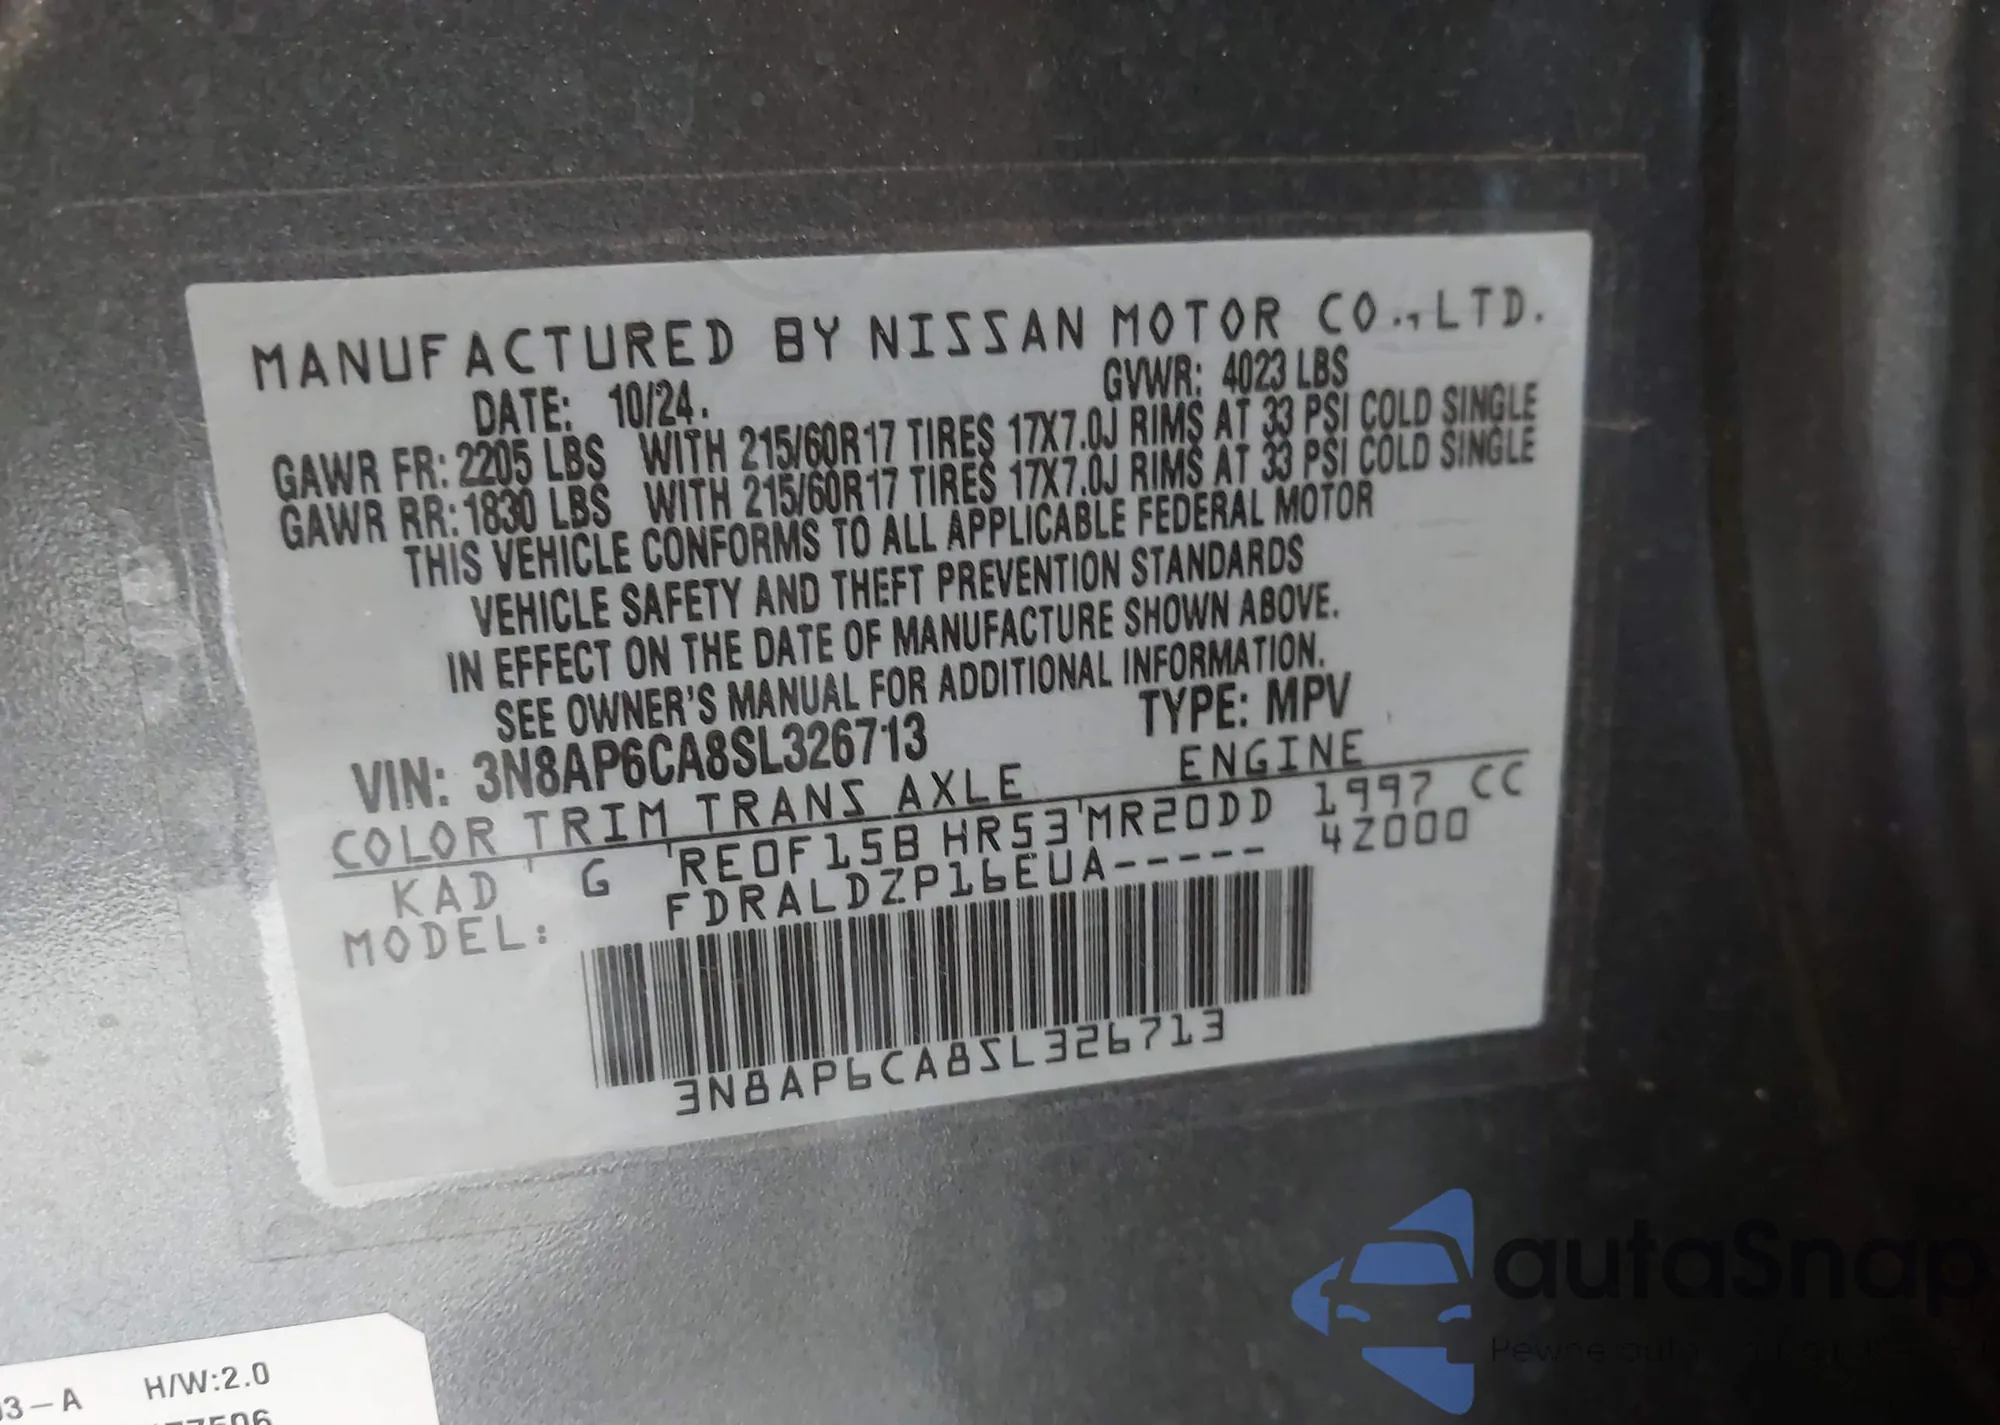 MANUFACTURED BY NISSAN MOTOR CO.,LTD.
DATE: 10/24. GVWR: 4023 LBS
GAWR FR: 2205 LBS WITH 215/60R17 TIRES 17X7.0J RIMS AT 33 PSI COLD SINGLE
GAWR RR: 1830 LBS WITH 215/60R17 TIRES 17X7.0J RIMS AT 33 PSI COLD SINGLE
THIS VEHICLE CONFORMS TO ALL APPLICABLE FEDERAL MOTOR
VEHICLE SAFETY AND THEFT PREVENTION STANDARDS
IN EFFECT ON THE DATE OF MANUFACTURE SHOWN ABOVE.
SEE OWNER'S MANUAL FOR ADDITIONAL INFORMATION.
VIN: 3N8AP6CA8SL326713 TYPE: MPV
COLOR TRIM TRANS AXLE ENGINE
KAD G RE0F15B HR53 MR20DD 1997 CC
MODEL: FDRALDZP16EUA----- 4Z000
3N8AP6CA8SL326713
03-A H/W:2.0
autaSnap
Pewne auto